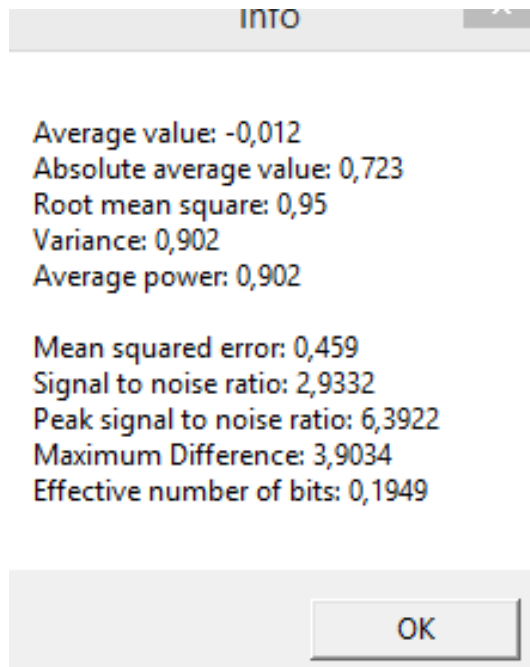 Info
Average value: -0,012
Absolute average value: 0,723
Root mean square: 0,95
Variance: 0,902
Average power: 0,902
Mean squared error: 0,459
Signal to noise ratio: 2,9332
Peak signal to noise ratio: 6,3922
Maximum Difference: 3,9034
Effective number of bits: 0,1949
OK